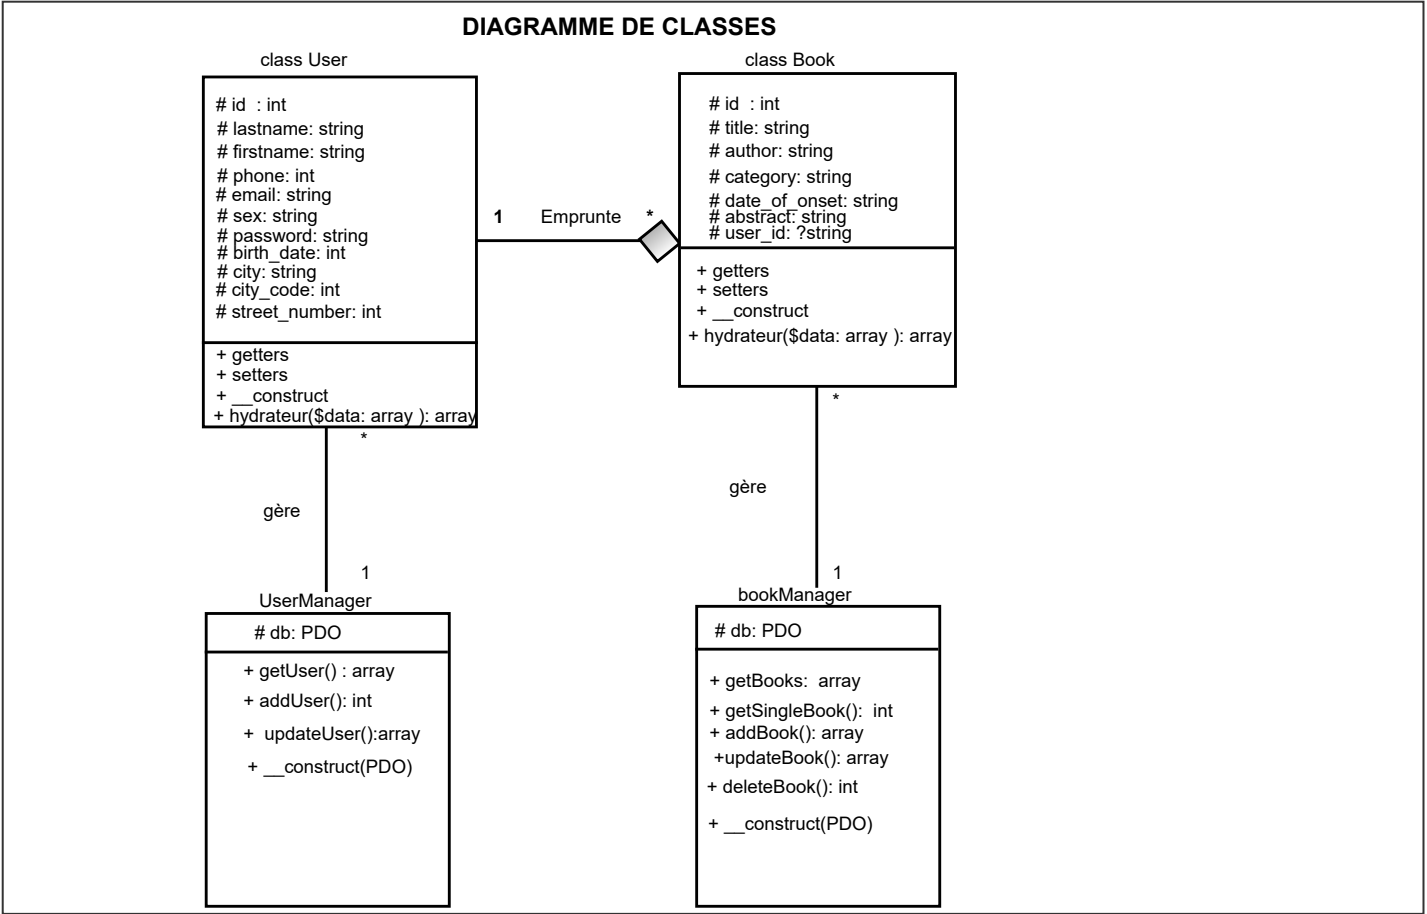 DIAGRAMME DE CLASSES
class User
# id  : int
# lastname: string
# firstname: string
# phone: int
# email: string
# sex: string
# password: string
# birth_date: int
# city: string
# city_code: int
# street_number: int
+ getters
+ setters
+ __construct
+ hydrateur($data: array ): array
1
Emprunte
*
class Book
# id  : int
# title: string
# author: string
# category: string
# date_of_onset: string
# abstract: string
# user_id: ?string
+ getters
+ setters
+ __construct
+ hydrateur($data: array ): array
*
gère
1
*
gère
1
UserManager
# db: PDO
+ getUser() : array
+ addUser(): int
+  updateUser():array
+ __construct(PDO)
bookManager
# db: PDO
+ getBooks:  array
+ getSingleBook():  int
+ addBook(): array
+updateBook(): array
+ deleteBook(): int
+ __construct(PDO)